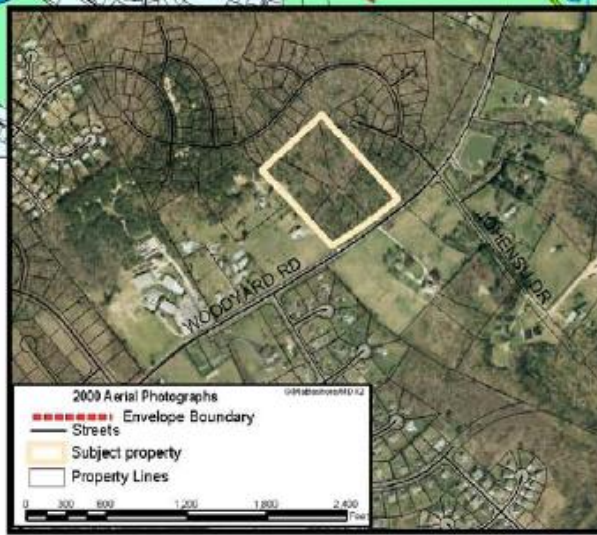 WOODYARD RD
2000 Aerial Photographs
Envelope Boundary
Streets
Subject property
Property Lines
0 300 600 1,200 1,800 2,400
Feet